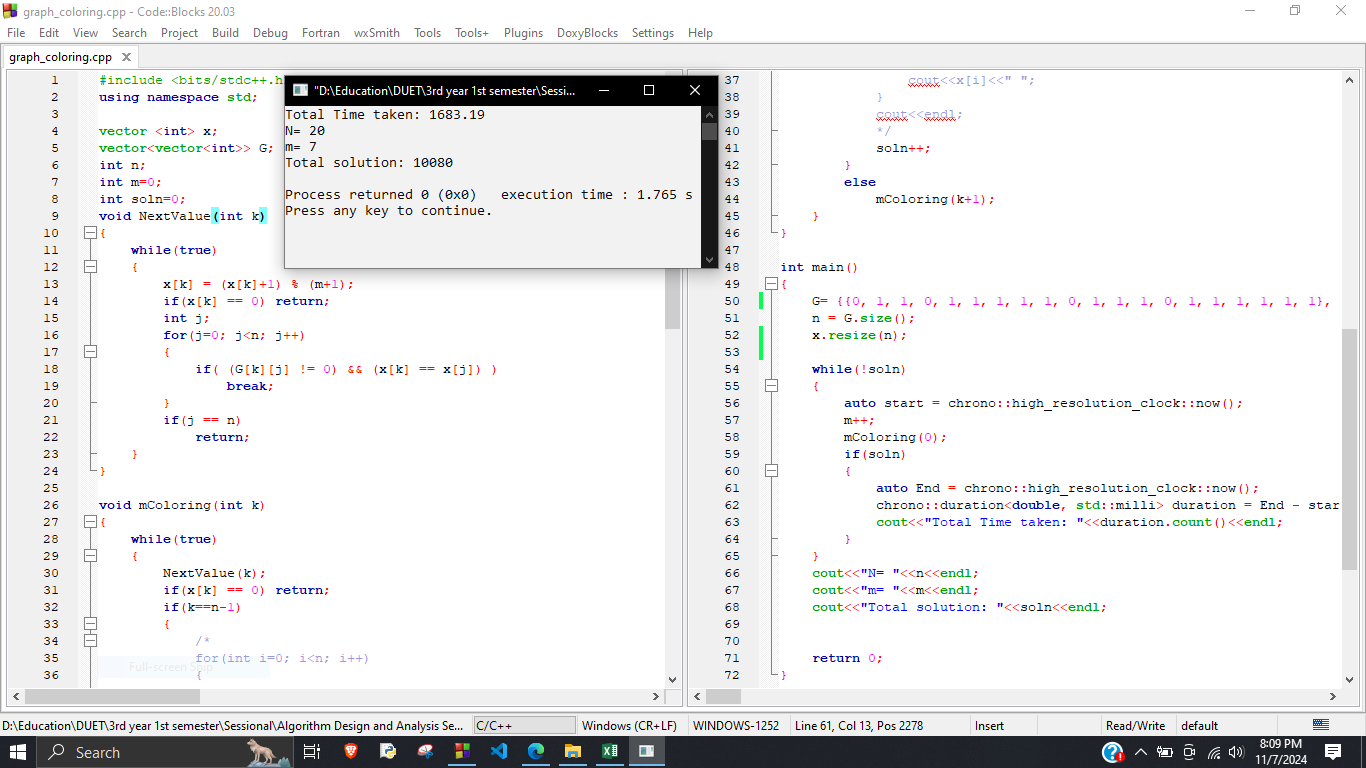 graph_coloring.cpp - Code::Blocks 20.03
File Edit View Search Project Build Debug Fortran wxSmith Tools Tools+ Plugins DoxyBlocks Settings Help
graph_coloring.cpp
1 #include <bits/stdc++.h
2 using namespace std;
3
4 vector <int> x;
5 vector<vector<int>> G;
6 int n;
7 int m=0;
8 int soln=0;
9 void NextValue(int k)
10 {
11 while(true)
12 {
13 x[k] = (x[k]+1) % (m+1);
14 if(x[k] == 0) return;
15 int j;
16 for(j=0; j<n; j++)
17 {
18 if( (G[k][j] != 0) && (x[k] == x[j]) )
19 break;
20 }
21 if(j == n)
22 return;
23 }
24 }
25
26 void mColoring(int k)
27 {
28 while(true)
29 {
30 NextValue(k);
31 if(x[k] == 0) return;
32 if(k==n-1)
33 {
34 /*
35 for(int i=0; i<n; i++)
36 {
Full-screen Snip
"D:\Education\DUET\3rd year 1st semester\Sessi...
Total Time taken: 1683.19
N= 20
m= 7
Total solution: 10080
Process returned 0 (0x0) execution time : 1.765 s
Press any key to continue.
37 cout<<x[i]<<" ";
38 }
39 cout<<endl;
40 */
41 soln++;
42 }
43 else
44 mColoring(k+1);
45 }
46 }
47
48 int main()
49 {
50 G= {{0, 1, 1, 0, 1, 1, 1, 1, 1, 0, 1, 1, 1, 0, 1, 1, 1, 1, 1, 1},
51 n = G.size();
52 x.resize(n);
53
54 while(!soln)
55 {
56 auto start = chrono::high_resolution_clock::now();
57 m++;
58 mColoring(0);
59 if(soln)
60 {
61 auto End = chrono::high_resolution_clock::now();
62 chrono::duration<double, std::milli> duration = End - star
63 cout<<"Total Time taken: "<<duration.count()<<endl;
64 }
65 }
66 cout<<"N= "<<n<<endl;
67 cout<<"m= "<<m<<endl;
68 cout<<"Total solution: "<<soln<<endl;
69
70
71 return 0;
72 }
D:\Education\DUET\3rd year 1st semester\Sessional\Algorithm Design and Analysis Se... C/C++ Windows (CR+LF) WINDOWS-1252 Line 61, Col 13, Pos 2278 Insert Read/Write default
Search
8:09 PM
11/7/2024